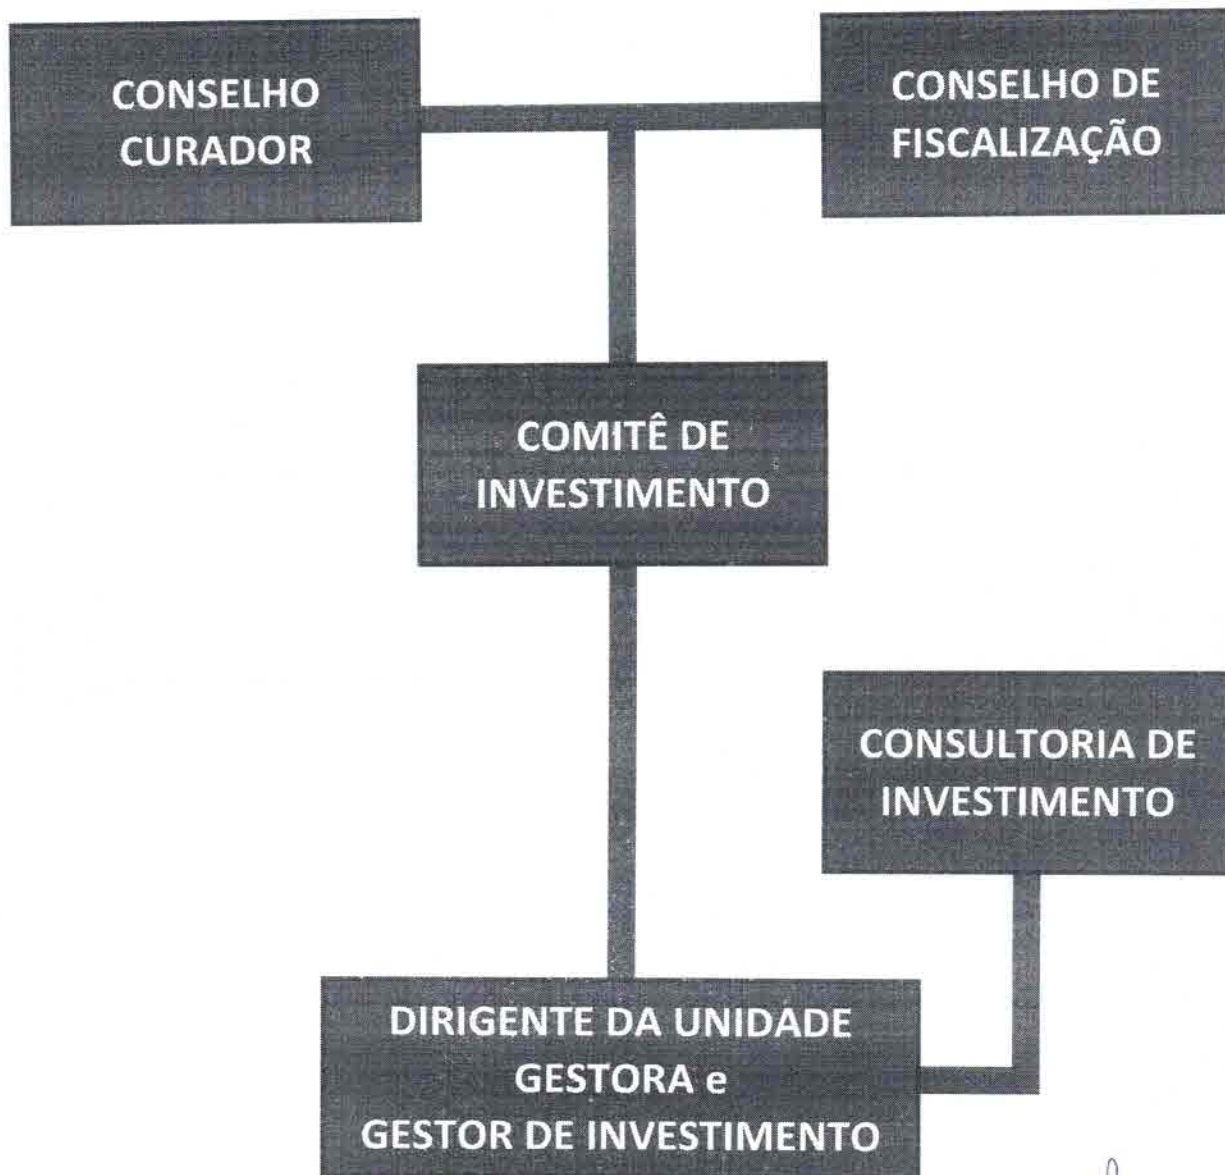 CONSELHO
CURADOR
CONSELHO DE
FISCALIZAÇÃO
COMITÊ DE
INVESTIMENTO
CONSULTORIA DE
INVESTIMENTO
DIRIGENTE DA UNIDADE
GESTORA e
GESTOR DE INVESTIMENTO